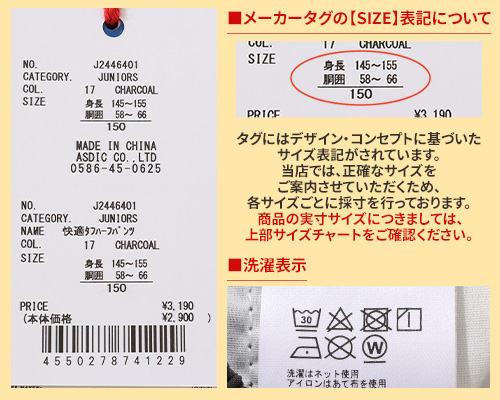 NO. J2446401
CATEGORY. JUNIORS
COL. 17 CHARCOAL
SIZE 身長 145～155
胴囲 58～ 66
150
MADE IN CHINA
ASDIC CO.,LTD
0586-45-0625
NO. J2446401
CATEGORY JUNIORS
NAME 快適ﾀﾌﾊｰﾌﾊﾟﾝﾂ
COL. 17 CHARCOAL
SIZE 身長 145～155
胴囲 58～ 66
150
PRICE ¥3,190
(本体価格 ¥2,900 )
4550278741229
■メーカータグの【SIZE】表記について
COL. 17 CHARCOAL
SIZE 身長 145～155
胴囲 58～ 66
150
PRICE ¥3,190
タグにはデザイン・コンセプトに基づいた
サイズ表記がされています。
当店では、正確なサイズを
ご案内させていただくため、
各サイズごとに採寸を行っております。
商品の実寸サイズにつきましては、
上部サイズチャートをご確認ください。
■洗濯表示
30
W
洗濯はネット使用
アイロンはあて布を使用